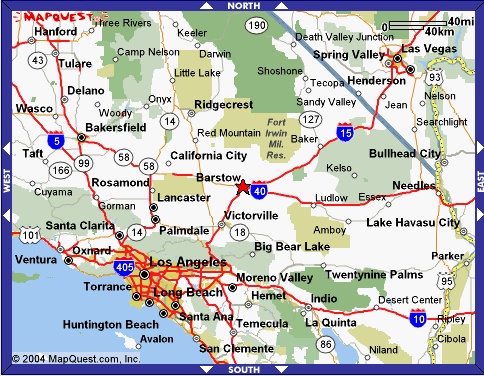 NORTH
MAPQUEST
Three Rivers
190
40mi
40km
Hanford
Keeler
Death Valley Junction
43
Tulare
Camp Nelson
Darwin
Spring Valley
Las Vegas
Little Lake
Shoshone
Henderson
93
Delano
Tecopa
Nelson
Wasco
Woody
Onyx
Ridgecrest
Sandy Valley
Jean
14
127
Searchlight
Bakersfield
Red Mountain
Fort
Irwin
Mil.
Res.
15
5
Baker
Taft
California City
Bullhead City
166
99
58
58
Kelso
WEST
EAST
Rosamond
Barstow
40
Needles
Cuyama
Gorman
Lancaster
Ludlow
Essex
Victorville
Lake Havasu City
101
Santa Clarita
14
Palmdale
18
Amboy
Oxnard
Big Bear Lake
Parker
Ventura
405
Los Angeles
Moreno Valley
Twentynine Palms
95
Torrance
Long Beach
Hemet
Indio
Desert Center
Santa Ana
La Quinta
10
Ripley
Huntington Beach
Temecula
Avalon
San Clemente
86
Niland
Cibola
© 2004 MapQuest.com, Inc.
SOUTH